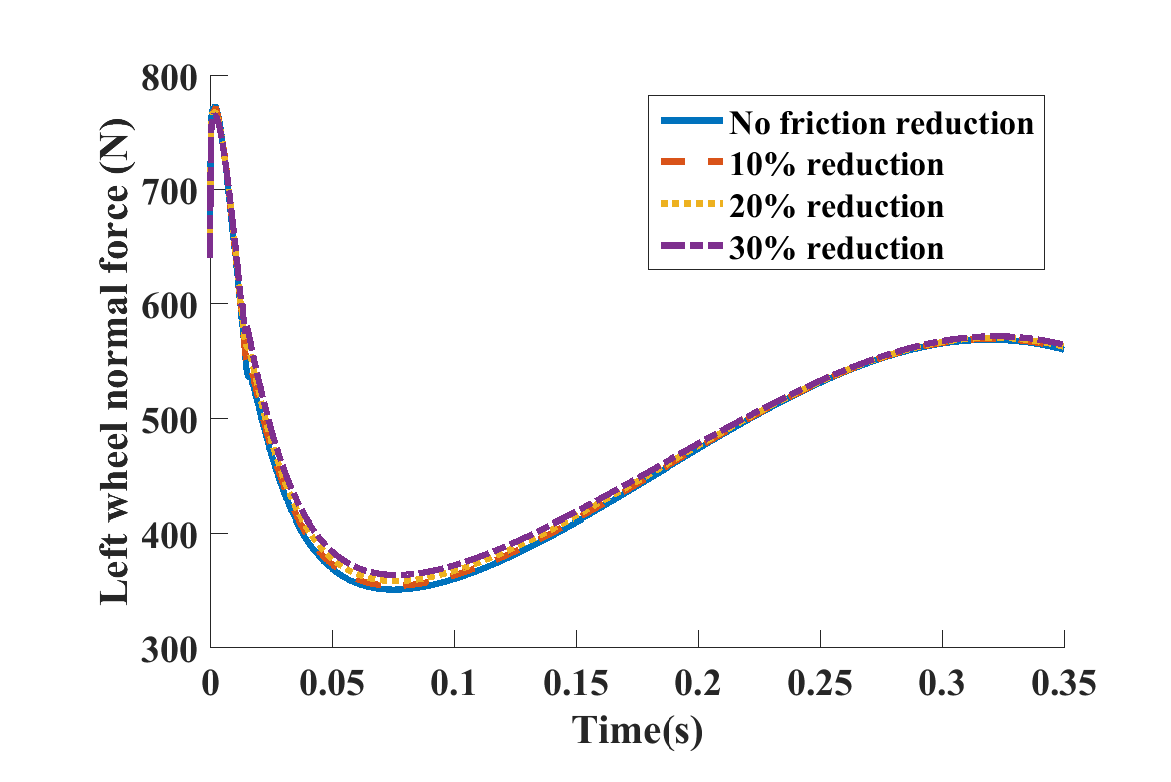 800
700
600
500
400
300
Left wheel normal force (N)
No friction reduction
10% reduction
20% reduction
30% reduction
0 0.05 0.1 0.15 0.2 0.25 0.3 0.35
Time(s)